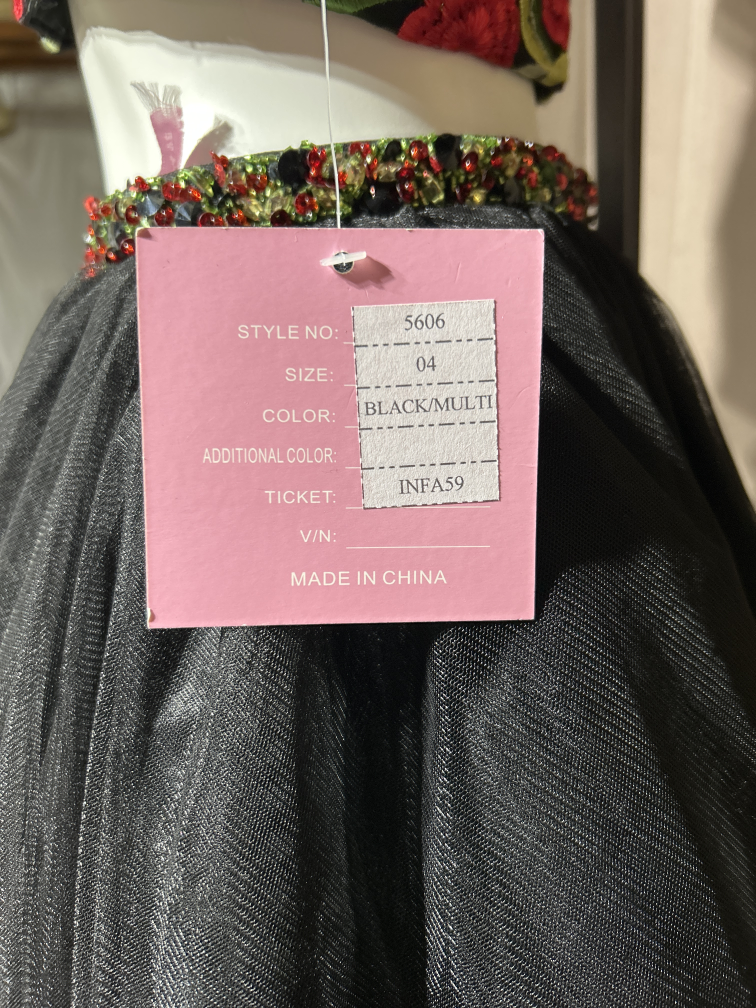 STYLE NO: 5606
SIZE: 04
COLOR: BLACK/MULTI
ADDITIONAL COLOR:
TICKET: INFA59
V/N:
MADE IN CHINA